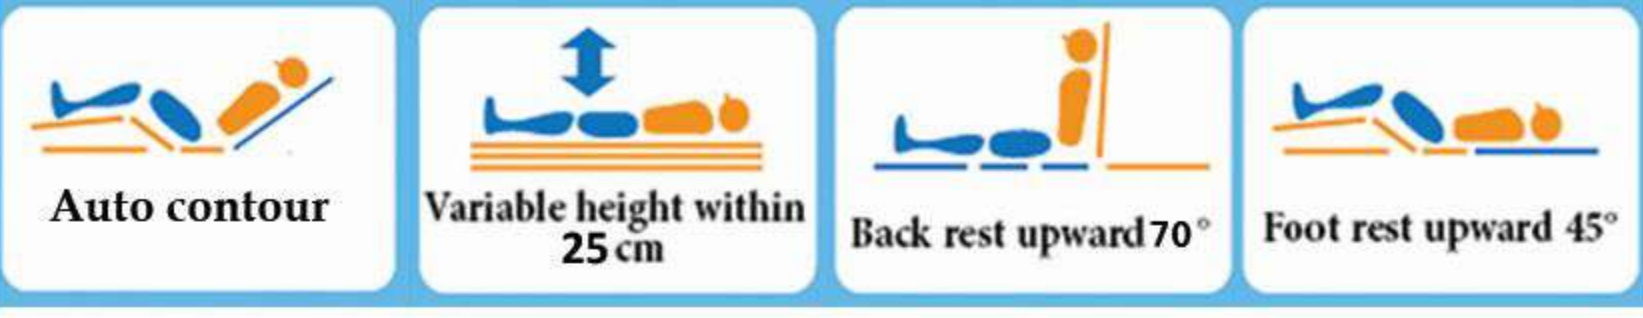 Auto contour
Variable height within
25 cm
Back rest upward 70°
Foot rest upward 45°